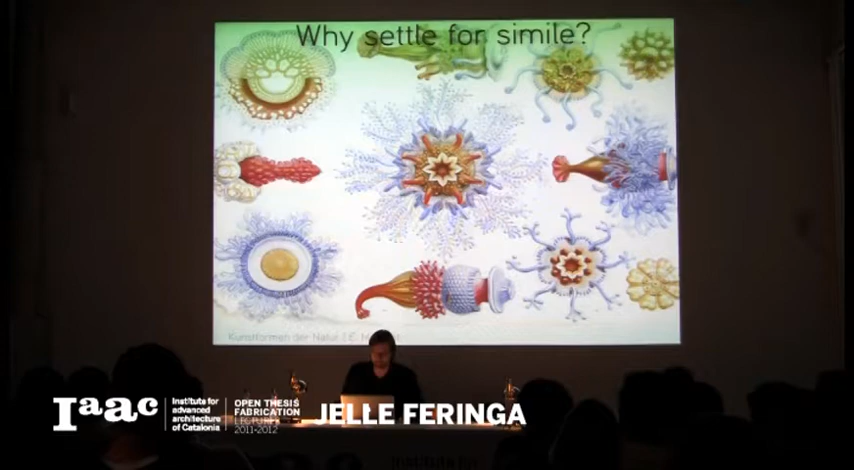 Why settle for simile?
Kunstformen der Natur | E.
Iaac
Institute for
advanced
architecture
of Catalonia
OPEN THESIS
FABRICATION
LECTURES
2011-2012
JELLE FERINGA